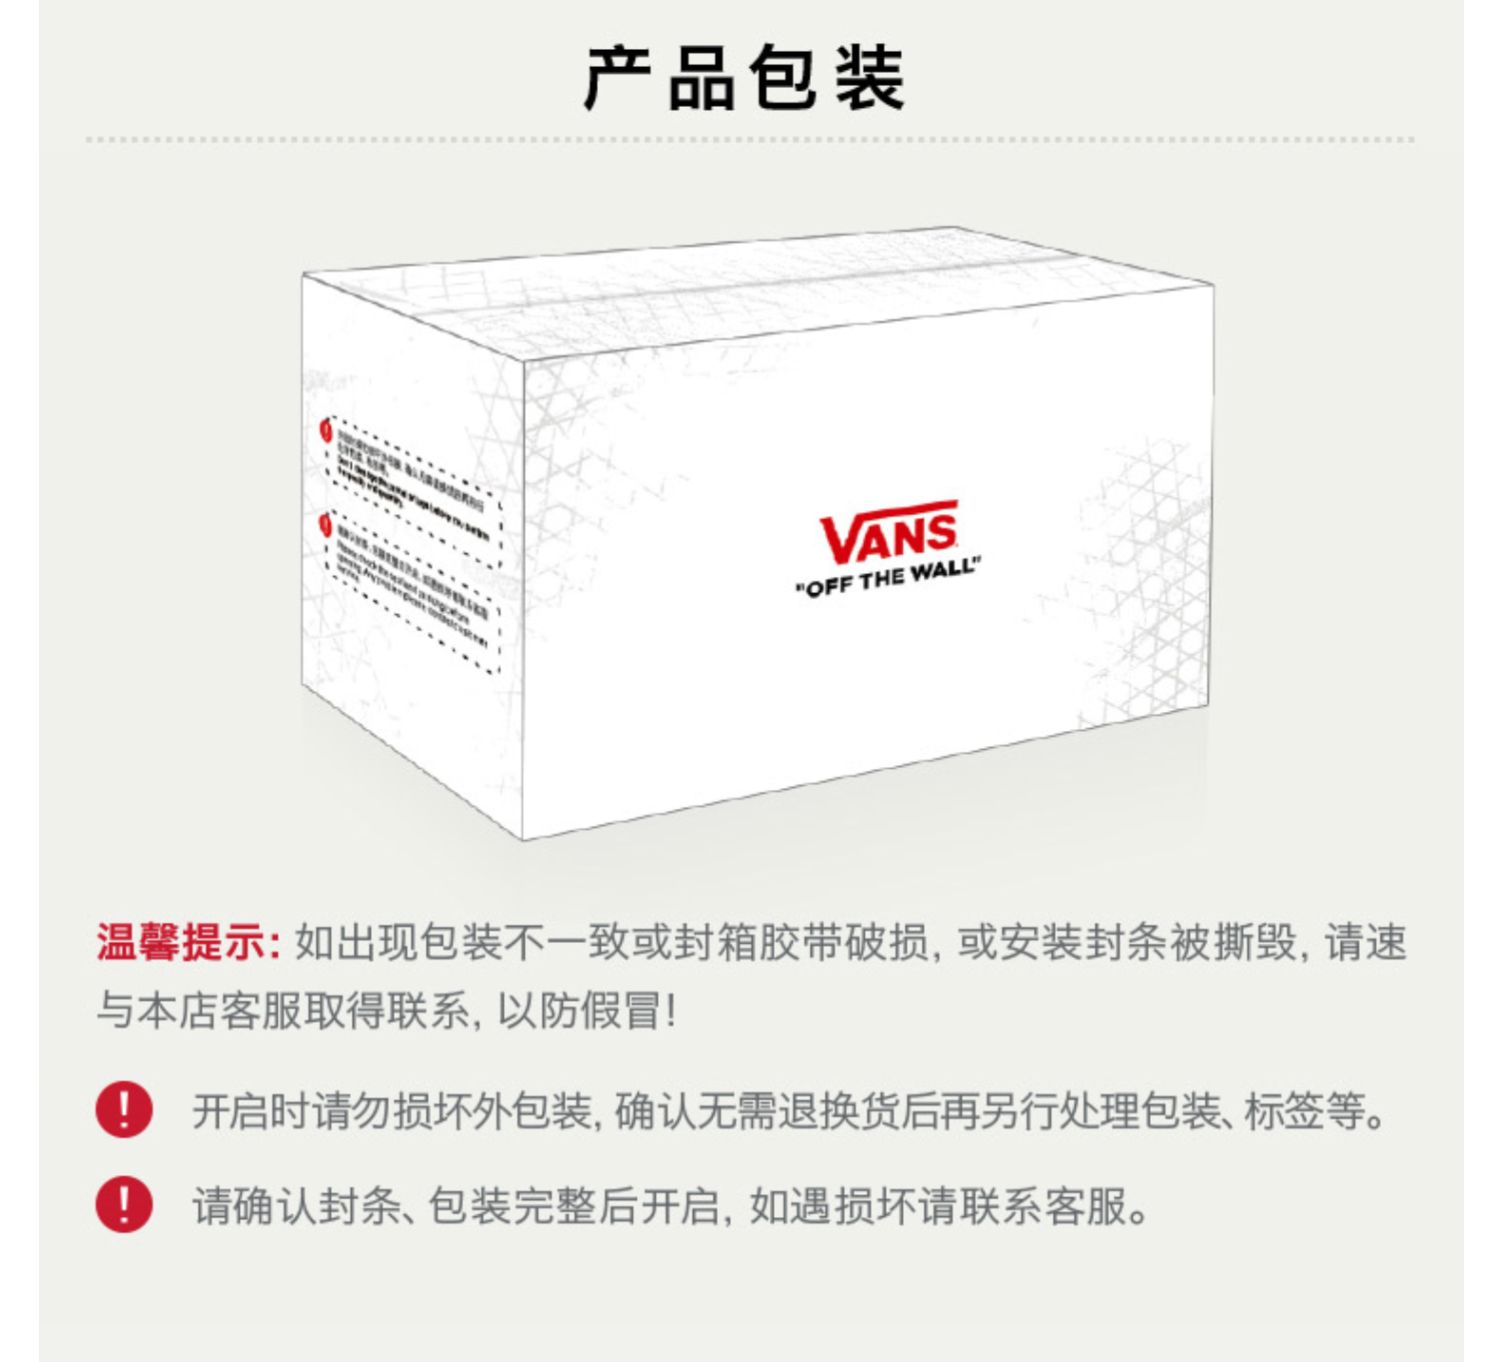 产品包装
VANS
"OFF THE WALL"
温馨提示: 如出现包装不一致或封箱胶带破损, 或安装封条被撕毁, 请速
与本店客服取得联系, 以防假冒!
! 开启时请勿损坏外包装, 确认无需退换货后再另行处理包装、标签等。
! 请确认封条、包装完整后开启, 如遇损坏请联系客服。